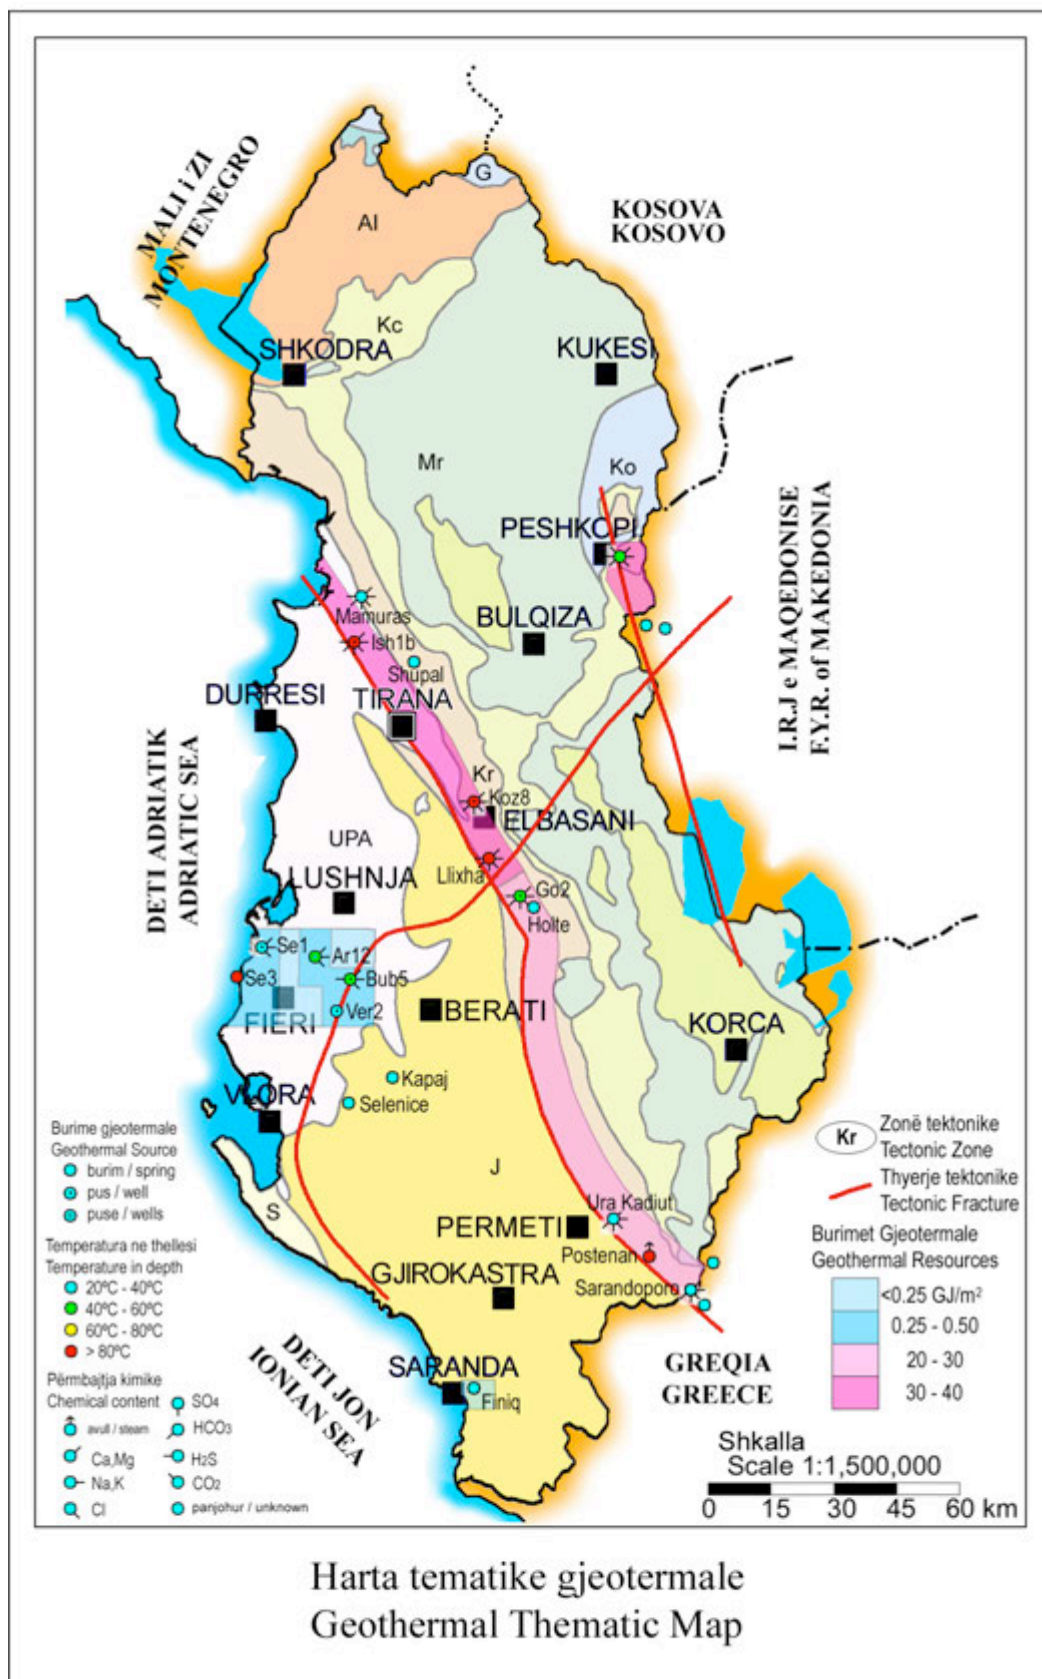 MALI i ZI
MONTENEGRO
KOSOVA
KOSOVO
G
Al
Kc
SHKODRA
KUKESI
Mr
Ko
PESHKOPI
I.R.J e MAQEDONISE
F.Y.R. of MAKEDONIA
Mamuras
BULQIZA
Ish1b
Shupal
DURRESI
TIRANA
DETI ADRIATIK
ADRIATIC SEA
Kr
Koz8
ELBASANI
UPA
Llixha
LUSHNJA
Go2
Holte
Se1
Ar12
Se3
Bub5
FIERI
Ver2
BERATI
KORCA
Kapaj
VLORA
Selenice
J
S
Ura Kadiut
PERMETI
Postenan
GJIROKASTRA
Sarandoporo
SARANDA
Finiq
DETI JON
IONIAN SEA
GREQIA
GREECE
Burime gjeotermale
Geothermal Source
burim / spring
pus / well
puse / wells
Temperatura ne thellesi
Temperature in depth
20ºC - 40ºC
40ºC - 60ºC
60ºC - 80ºC
> 80ºC
Përmbajtja kimike
Chemical content
SO4
avull / steam
HCO3
Ca,Mg
H2S
Na,K
CO2
Cl
panjohur / unknown
Kr
Zonë tektonike
Tectonic Zone
Thyerje tektonike
Tectonic Fracture
Burimet Gjeotermale
Geothermal Resources
<0.25 GJ/m²
0.25 - 0.50
20 - 30
30 - 40
Shkalla
Scale 1:1,500,000
0 15 30 45 60 km
Harta tematike gjeotermale
Geothermal Thematic Map